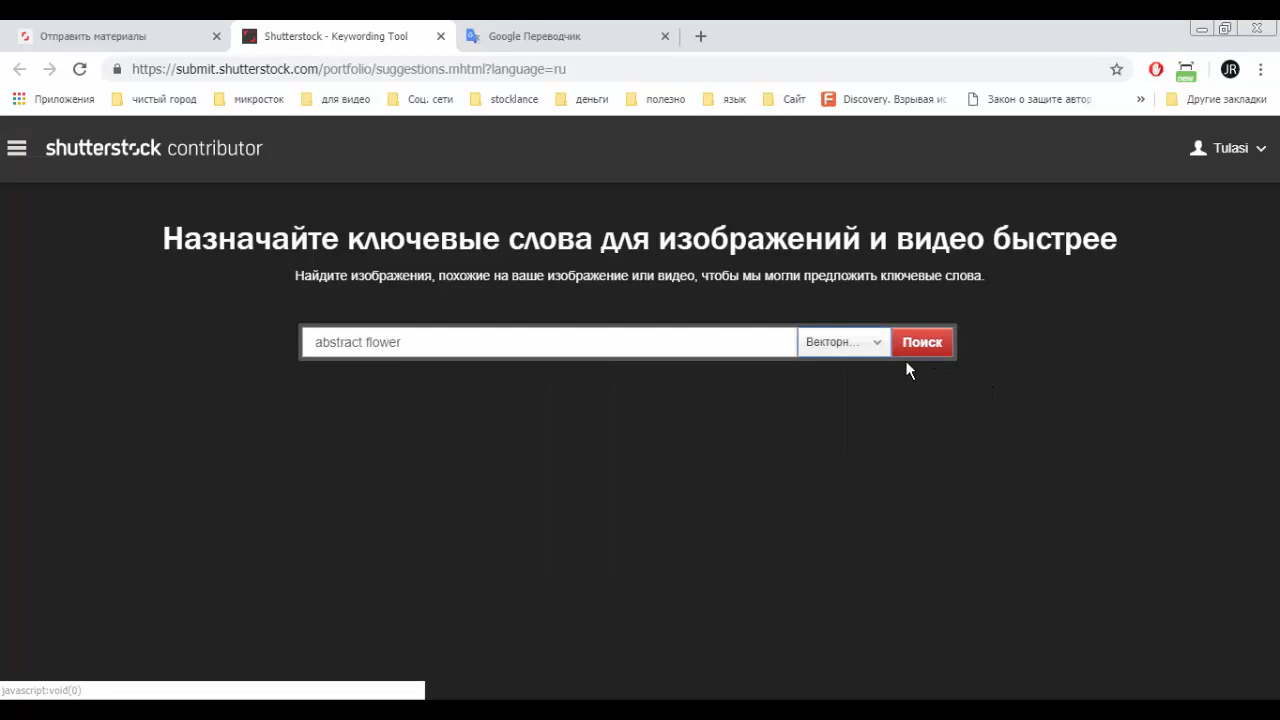 Отправить материалы
Shutterstock - Keywording Tool
Google Переводчик
https://submit.shutterstock.com/portfolio/suggestions.mhtml?language=ru
new
JR
Приложения
чистый город
микросток
для видео
Соц. сети
stocklance
деньги
полезно
язык
Сайт
Discovery. Взрывая ис
Закон о защите автор
»
Другие закладки
shutterstock contributor
Tulasi
Назначайте ключевые слова для изображений и видео быстрее
Найдите изображения, похожие на ваше изображение или видео, чтобы мы могли предложить ключевые слова.
abstract flower
Векторн...
Поиск
javascript:void(0)